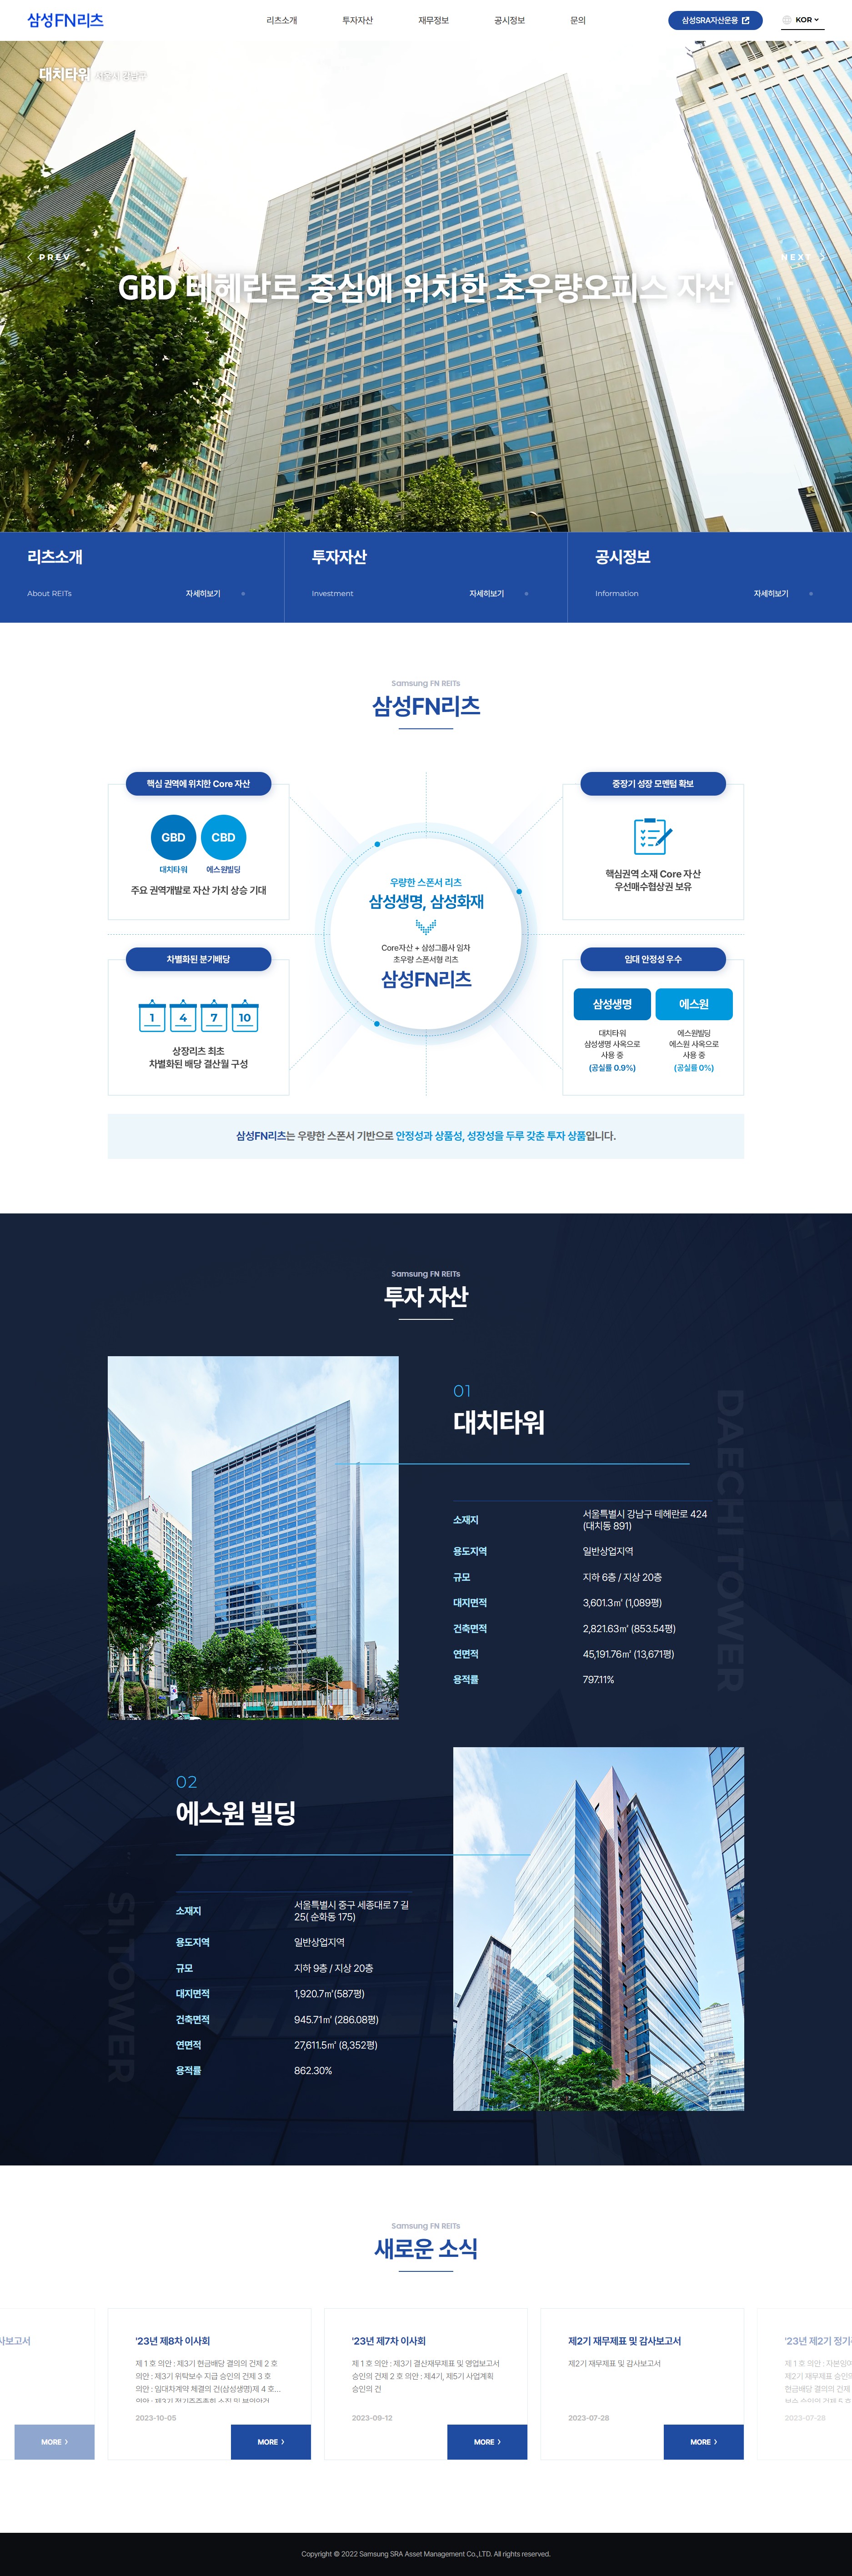 삼성FN리츠
리츠소개 투자자산 재무정보 공시정보 문의
삼성SRA자산운용
KOR
대치타워 서울시 강남구
PREV
NEXT
GBD 테헤란로 중심에 위치한 초우량오피스 자산
리츠소개
About REITs
자세히보기
투자자산
Investment
자세히보기
공시정보
Information
자세히보기
Samsung FN REITs
삼성FN리츠
핵심 권역에 위치한 Core 자산
GBD CBD
대치타워 에스원빌딩
주요 권역개발로 자산 가치 상승 기대
중장기 성장 모멘텀 확보
핵심권역 소재 Core 자산
우선매수협상권 보유
우량한 스폰서 리츠
삼성생명, 삼성화재
Core자산 + 삼성그룹사 임차
초우량 스폰서형 리츠
삼성FN리츠
차별화된 분기배당
1 4 7 10
상장리츠 최초
차별화된 배당 결산월 구성
임대 안정성 우수
삼성생명
대치타워
삼성생명 사옥으로
사용 중
(공실률 0.9%)
에스원
에스원빌딩
에스원 사옥으로
사용 중
(공실률 0%)
삼성FN리츠는 우량한 스폰서 기반으로 안정성과 상품성, 성장성을 두루 갖춘 투자 상품입니다.
Samsung FN REITs
투자 자산
01
대치타워
DAECHI TOWER
소재지 서울특별시 강남구 테헤란로 424
(대치동 891)
용도지역 일반상업지역
규모 지하 6층 / 지상 20층
대지면적 3,601.3㎡ (1,089평)
건축면적 2,821.63㎡ (853.54평)
연면적 45,191.76㎡ (13,671평)
용적률 797.11%
02
에스원 빌딩
S1 TOWER
소재지 서울특별시 중구 세종대로 7 길
25( 순화동 175)
용도지역 일반상업지역
규모 지하 9층 / 지상 20층
대지면적 1,920.7㎡(587평)
건축면적 945.71㎡ (286.08평)
연면적 27,611.5㎡ (8,352평)
용적률 862.30%
Samsung FN REITs
새로운 소식
사보고서
MORE
'23년 제8차 이사회
제 1 호 의안 : 제3기 현금배당 결의의 건제 2 호
의안 : 제3기 위탁보수 지급 승인의 건제 3 호
의안 : 임대차계약 체결의 건(삼성생명)제 4 호...
의안 : 제3기 정기주주총회 소집 및 부의안건
2023-10-05
MORE
'23년 제7차 이사회
제 1 호 의안 : 제3기 결산재무제표 및 영업보고서
승인의 건제 2 호 의안 : 제4기, 제5기 사업계획
승인의 건
2023-09-12
MORE
제2기 재무제표 및 감사보고서
제2기 재무제표 및 감사보고서
2023-07-28
MORE
'23년 제2기 정기
제 1 호 의안 : 자본잉여
제2기 재무제표 승인의
현금배당 결의의 건제
2023-07-28
Copyright © 2022 Samsung SRA Asset Management Co.,LTD. All rights reserved.